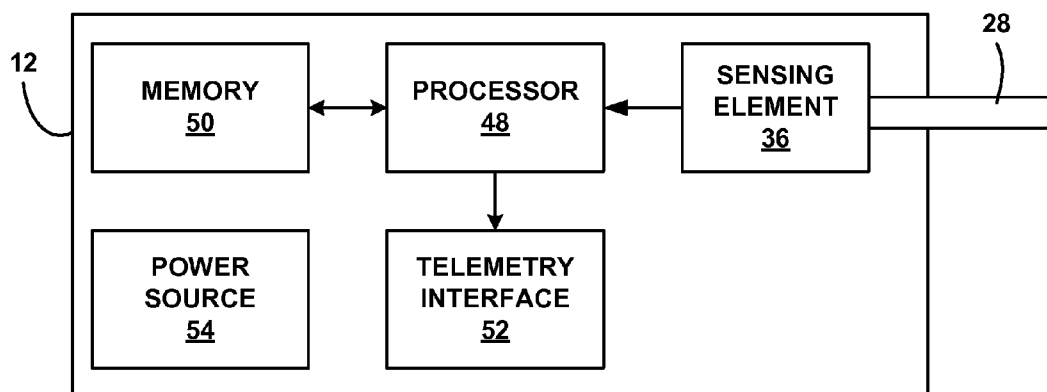 12
28
MEMORY
50
PROCESSOR
48
SENSING
ELEMENT
36
POWER
SOURCE
54
TELEMETRY
INTERFACE
52